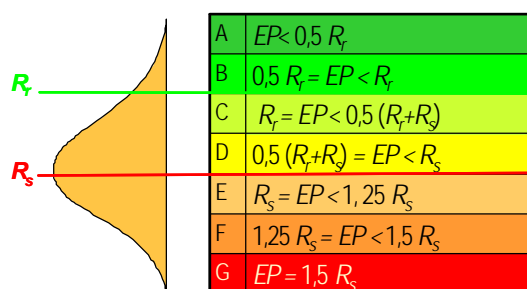 A EP< 0,5 Rr
B 0,5 Rr = EP < Rr
Rr
C Rr = EP < 0,5 (Rr+Rs)
D 0,5 (Rr+Rs) = EP < Rs
Rs
E Rs = EP < 1, 25 Rs
F 1,25 Rs = EP < 1,5 Rs
G EP = 1,5 Rs